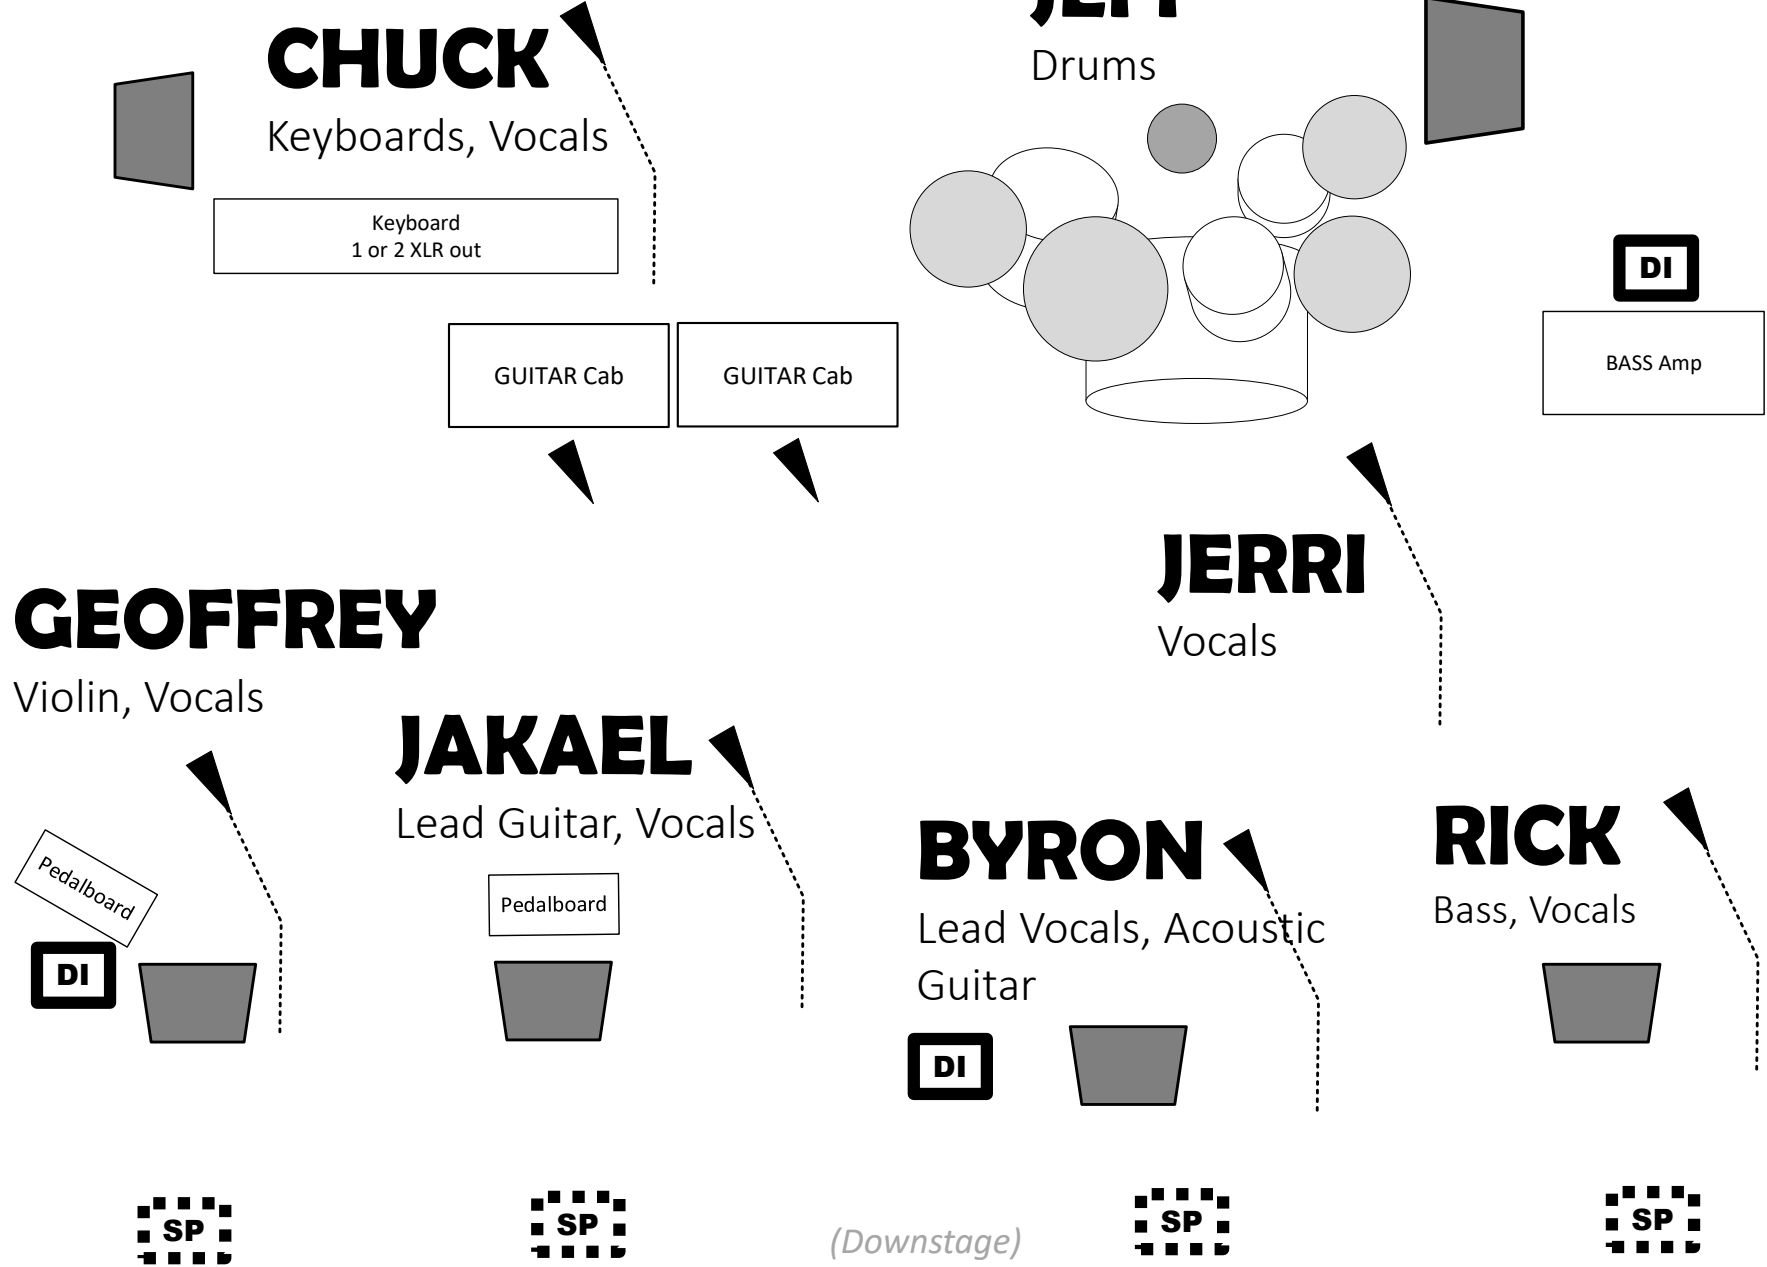 CHUCK
Keyboards, Vocals
Keyboard
1 or 2 XLR out
Drums
DI
BASS Amp
GUITAR Cab
GUITAR Cab
JERRI
Vocals
GEOFFREY
Violin, Vocals
Pedalboard
DI
JAKAEL
Lead Guitar, Vocals
Pedalboard
BYRON
Lead Vocals, Acoustic
Guitar
DI
RICK
Bass, Vocals
SP
SP
(Downstage)
SP
SP